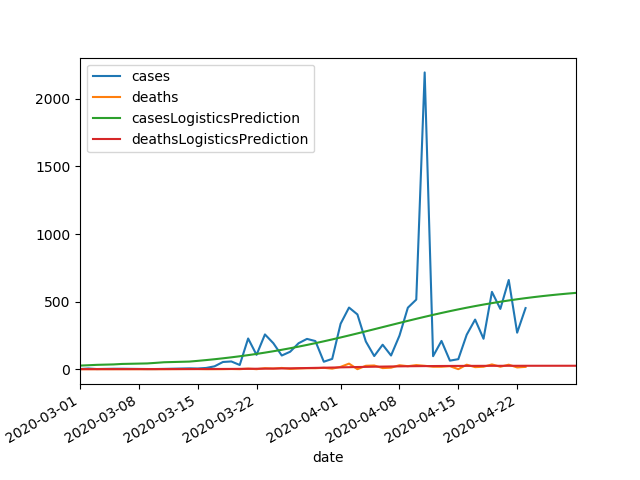 cases
deaths
casesLogisticsPrediction
deathsLogisticsPrediction
2000
1500
1000
500
0
2020-03-01
2020-03-08
2020-03-15
2020-03-22
2020-04-01
2020-04-08
2020-04-15
2020-04-22
date